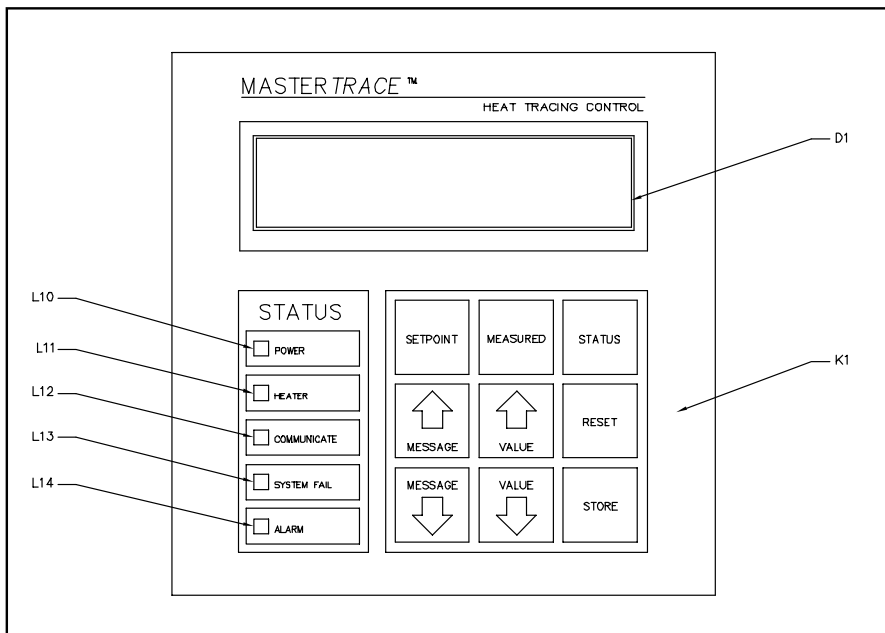 MASTERTRACE™
HEAT TRACING CONTROL
D1
L10
L11
L12
L13
L14
STATUS
POWER
HEATER
COMMUNICATE
SYSTEM FAIL
ALARM
SETPOINT
MEASURED
STATUS
MESSAGE
VALUE
RESET
MESSAGE
VALUE
STORE
K1